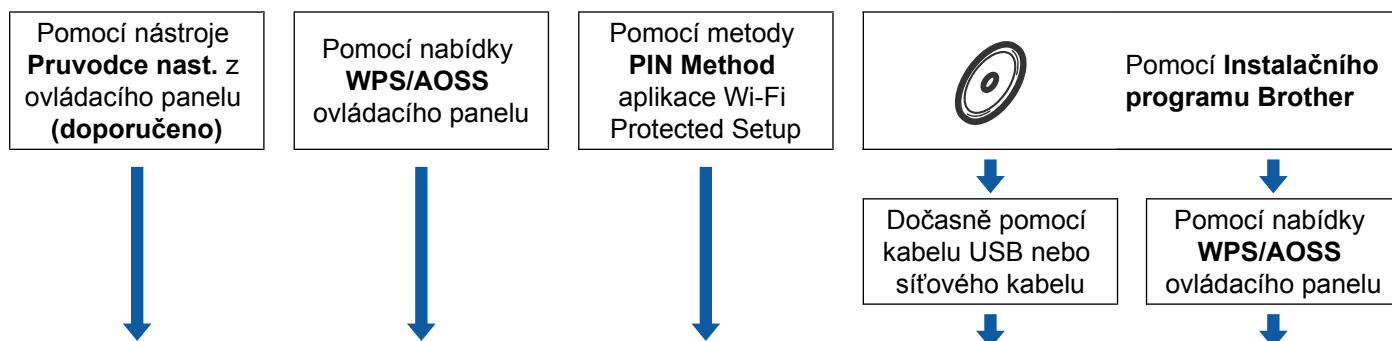 Pomocí nástroje
Pruvodce nast. z
ovládacího panelu
(doporučeno)
Pomocí nabídky
WPS/AOSS
ovládacího panelu
Pomocí metody
PIN Method
aplikace Wi-Fi
Protected Setup
Pomocí Instalačního
programu Brother
Dočasně pomocí
kabelu USB nebo
síťového kabelu
Pomocí nabídky
WPS/AOSS
ovládacího panelu